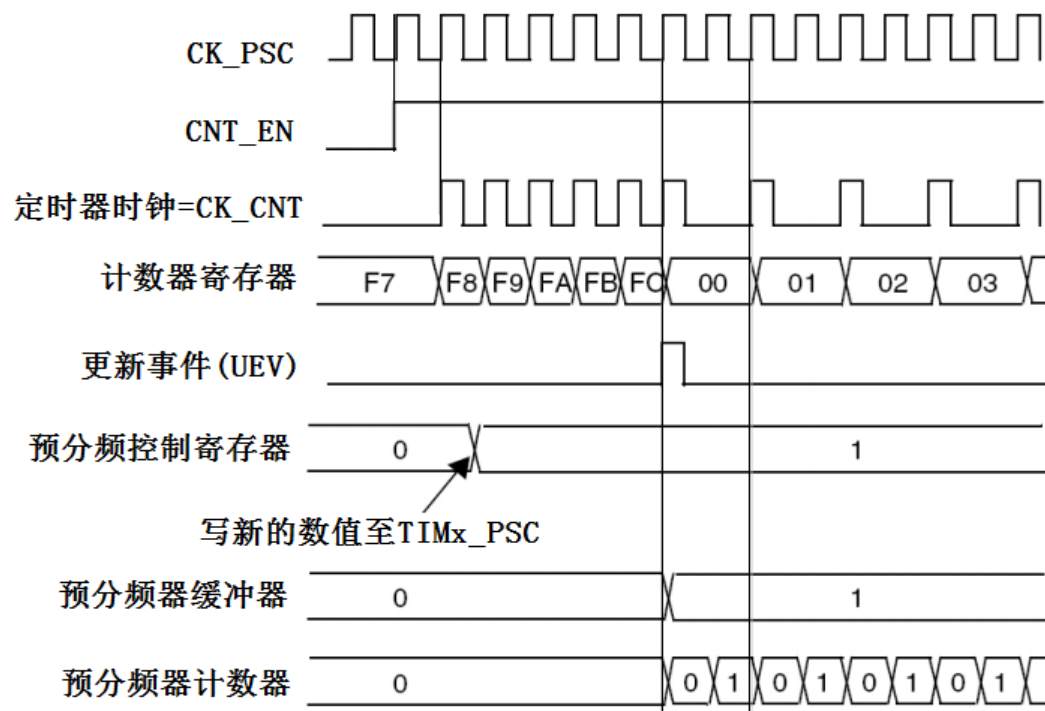 CK_PSC
CNT_EN
定时器时钟=CK_CNT
计数器寄存器 F7 F8 F9 FA FB FC 00 01 02 03
更新事件(UEV)
预分频控制寄存器 0 1
写新的数值至TIMx_PSC
预分频器缓冲器 0 1
预分频器计数器 0 0 1 0 1 0 1 0 1